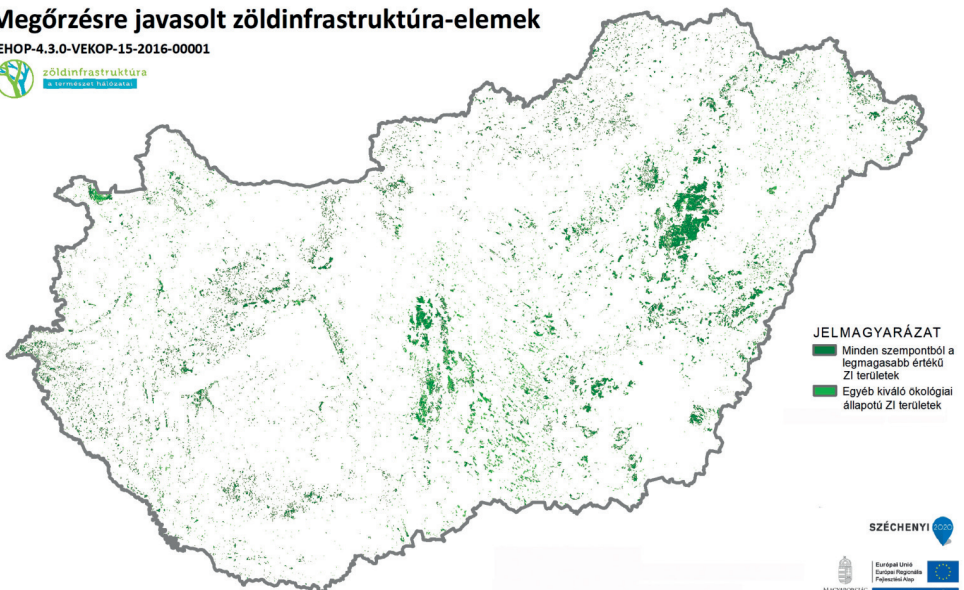 Megőrzésre javasolt zöldinfrastruktúra-elemek
KEHOP-4.3.0-VEKOP-15-2016-00001
zöldinfrastruktúra
a természet hálózatai
JELMAGYARÁZAT
Minden szempontból a
legmagasabb értékű
ZI területek
Egyéb kiváló ökológiai
állapotú ZI területek
SZÉCHENYI 2020
Európai Unió
Európai Regionális
Fejlesztési Alap